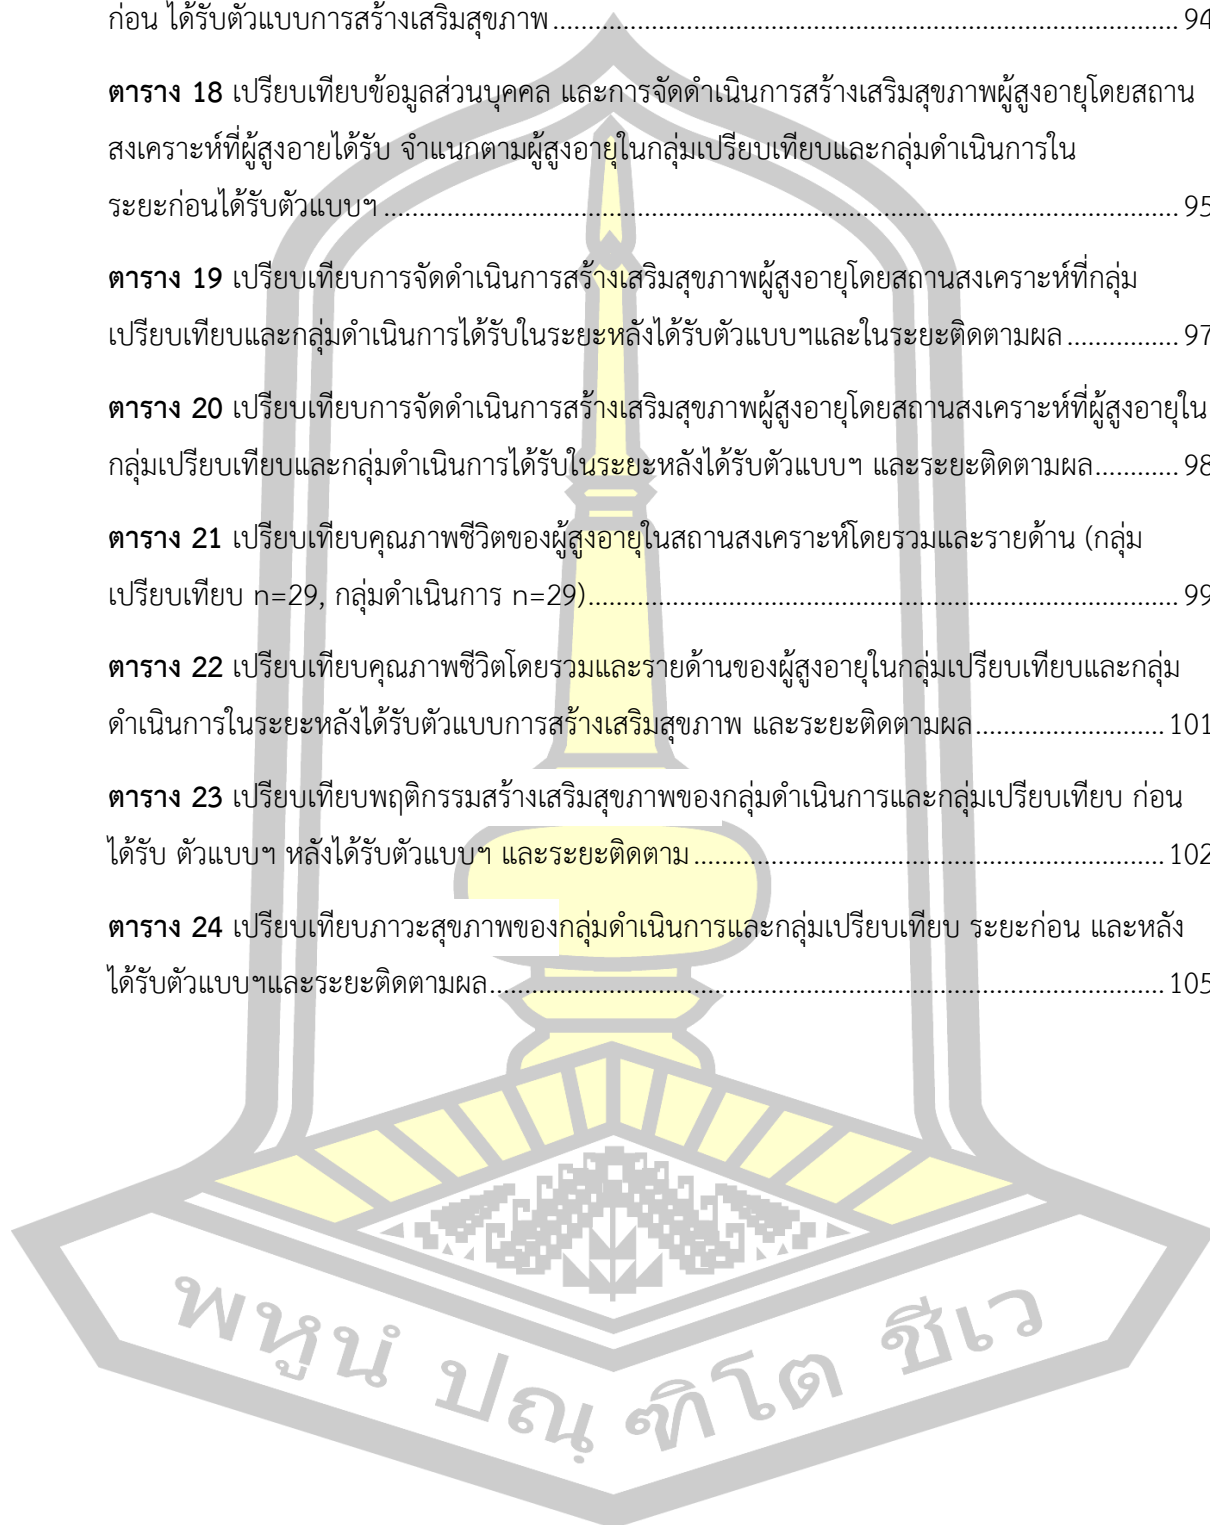 ก่อน ได้รับตัวแบบการสร้างเสริมสุขภาพ ........................................................................................ 94
ตาราง 18 เปรียบเทียบข้อมูลส่วนบุคคล และการจัดดำเนินการสร้างเสริมสุขภาพผู้สูงอายุโดยสถาน
สงเคราะห์ที่ผู้สูงอายได้รับ จำแนกตามผู้สูงอายุในกลุ่มเปรียบเทียบและกลุ่มดำเนินการใน
ระยะก่อนได้รับตัวแบบฯ ................................................................................................................ 95
ตาราง 19 เปรียบเทียบการจัดดำเนินการสร้างเสริมสุขภาพผู้สูงอายุโดยสถานสงเคราะห์ที่กลุ่ม
เปรียบเทียบและกลุ่มดำเนินการได้รับในระยะหลังได้รับตัวแบบฯและในระยะติดตามผล ................ 97
ตาราง 20 เปรียบเทียบการจัดดำเนินการสร้างเสริมสุขภาพผู้สูงอายุโดยสถานสงเคราะห์ที่ผู้สูงอายุใน
กลุ่มเปรียบเทียบและกลุ่มดำเนินการได้รับในระยะหลังได้รับตัวแบบฯ และระยะติดตามผล............ 98
ตาราง 21 เปรียบเทียบคุณภาพชีวิตของผู้สูงอายุในสถานสงเคราะห์โดยรวมและรายด้าน (กลุ่ม
เปรียบเทียบ n=29, กลุ่มดำเนินการ n=29)................................................................................... 99
ตาราง 22 เปรียบเทียบคุณภาพชีวิตโดยรวมและรายด้านของผู้สูงอายุในกลุ่มเปรียบเทียบและกลุ่ม
ดำเนินการในระยะหลังได้รับตัวแบบการสร้างเสริมสุขภาพ และระยะติดตามผล........................... 101
ตาราง 23 เปรียบเทียบพฤติกรรมสร้างเสริมสุขภาพของกลุ่มดำเนินการและกลุ่มเปรียบเทียบ ก่อน
ได้รับ ตัวแบบฯ หลังได้รับตัวแบบฯ และระยะติดตาม .................................................................. 102
ตาราง 24 เปรียบเทียบภาวะสุขภาพของกลุ่มดำเนินการและกลุ่มเปรียบเทียบ ระยะก่อน และหลัง
ได้รับตัวแบบฯและระยะติดตามผล............................................................................................... 105
พหูนํ ปณฺฑิโต ชีเว